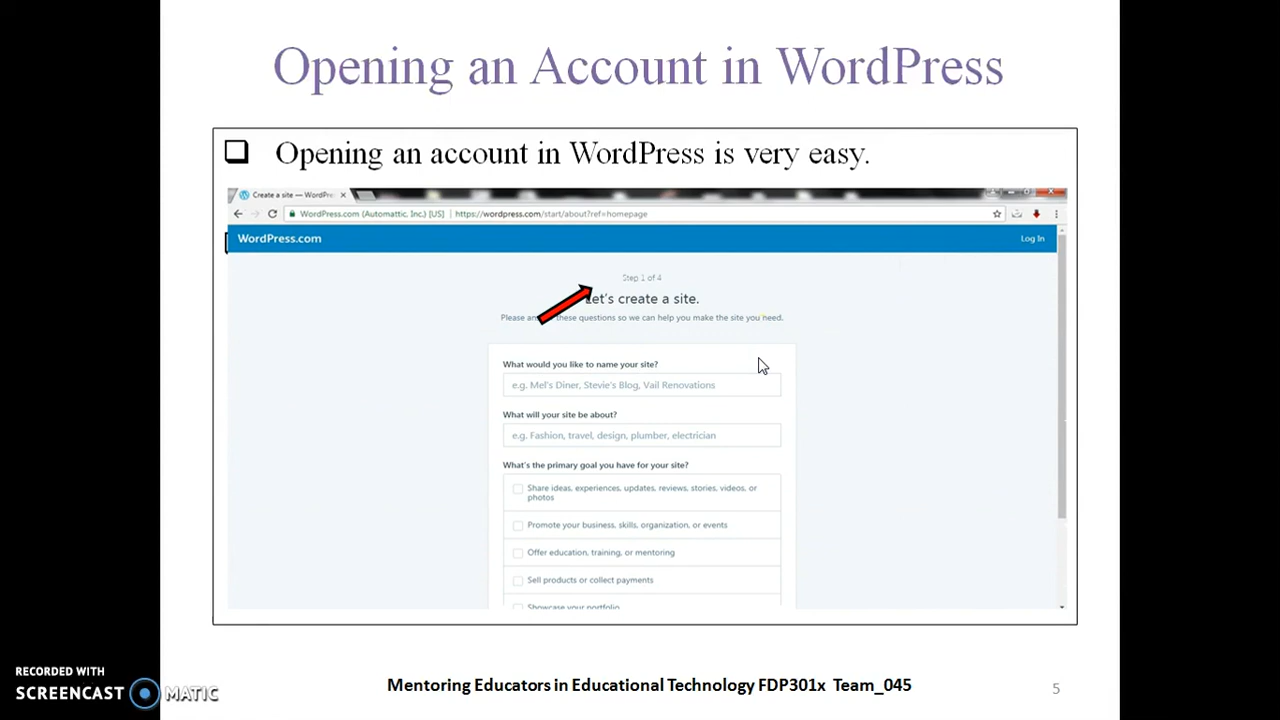 Opening an Account in WordPress
Opening an account in WordPress is very easy.
Create a site — WordPre
WordPress.com (Automattic, Inc.) [US] https://wordpress.com/start/about?ref=homepage
WordPress.com Log In
Step 1 of 4
Let's create a site.
Please an these questions so we can help you make the site you need.
What would you like to name your site?
e.g. Mel's Diner, Stevie's Blog, Vail Renovations
What will your site be about?
e.g. Fashion, travel, design, plumber, electrician
What's the primary goal you have for your site?
Share ideas, experiences, updates, reviews, stories, videos, or
photos
Promote your business, skills, organization, or events
Offer education, training, or mentoring
Sell products or collect payments
Showcase your portfolio
RECORDED WITH
SCREENCAST MATIC
Mentoring Educators in Educational Technology FDP301x Team_045
5